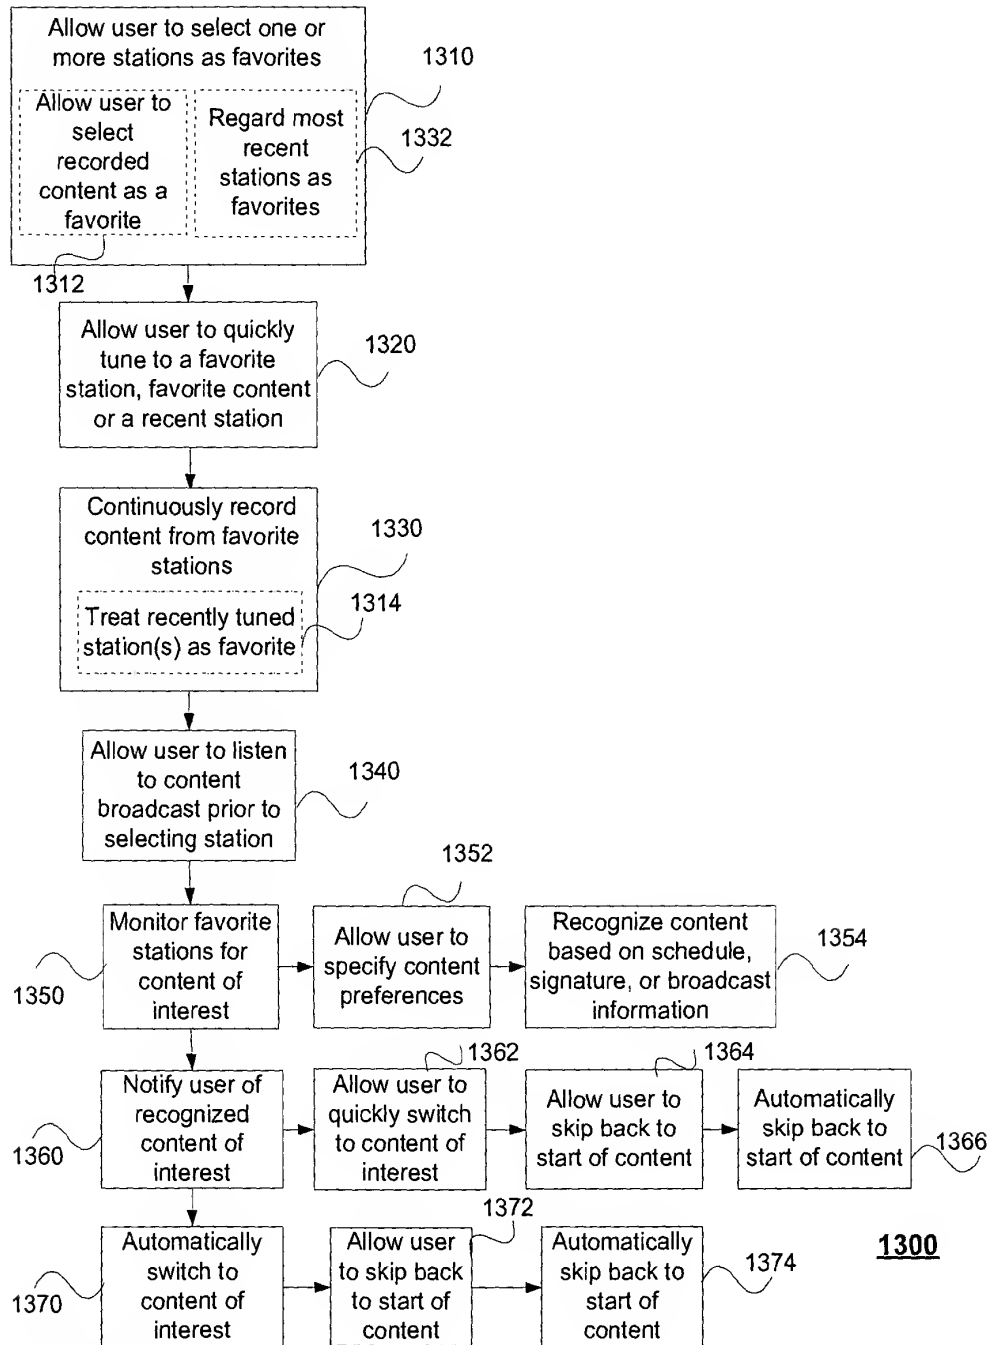 Allow user to select one or
more stations as favorites
1310
Allow user to
select
recorded
content as a
favorite
Regard most
recent
stations as
favorites
1332
1312
Allow user to quickly
tune to a favorite
station, favorite content
or a recent station
1320
Continuously record
content from favorite
stations
1330
Treat recently tuned
station(s) as favorite
1314
Allow user to listen
to content
broadcast prior to
selecting station
1340
1352
Monitor favorite
stations for
content of
interest
1350
Allow user to
specify content
preferences
Recognize content
based on schedule,
signature, or broadcast
information
1354
1362
1364
Notify user of
recognized
content of
interest
1360
Allow user to
quickly switch
to content of
interest
Allow user to
skip back to
start of content
Automatically
skip back to
start of content
1366
1372
Automatically
switch to
content of
interest
1370
Allow user
to skip back
to start of
content
Automatically
skip back to
start of
content
1374
1300